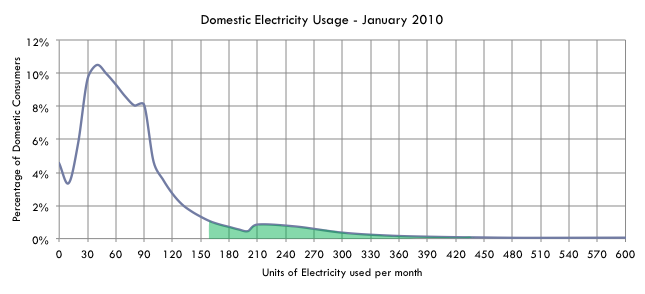 Domestic Electricity Usage - January 2010
Percentage of Domestic Consumers
12%
10%
8%
6%
4%
2%
0%
0 30 60 90 120 150 180 210 240 270 300 330 360 390 420 450 480 510 540 570 600
Units of Electricity used per month